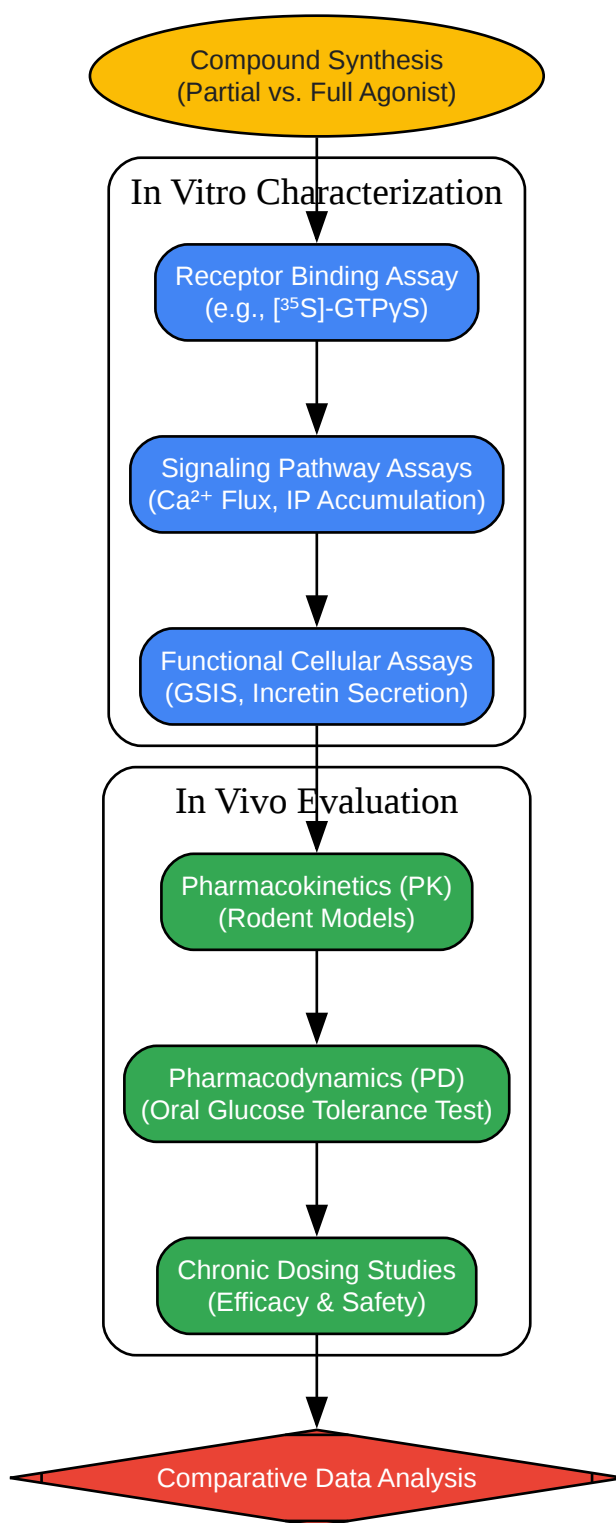 Compound Synthesis
(Partial vs. Full Agonist)
In Vitro Characterization
Receptor Binding Assay
(e.g., [³⁵S]-GTPγS)
Signaling Pathway Assays
(Ca²⁺ Flux, IP Accumulation)
Functional Cellular Assays
(GSIS, Incretin Secretion)
In Vivo Evaluation
Pharmacokinetics (PK)
(Rodent Models)
Pharmacodynamics (PD)
(Oral Glucose Tolerance Test)
Chronic Dosing Studies
(Efficacy & Safety)
Comparative Data Analysis